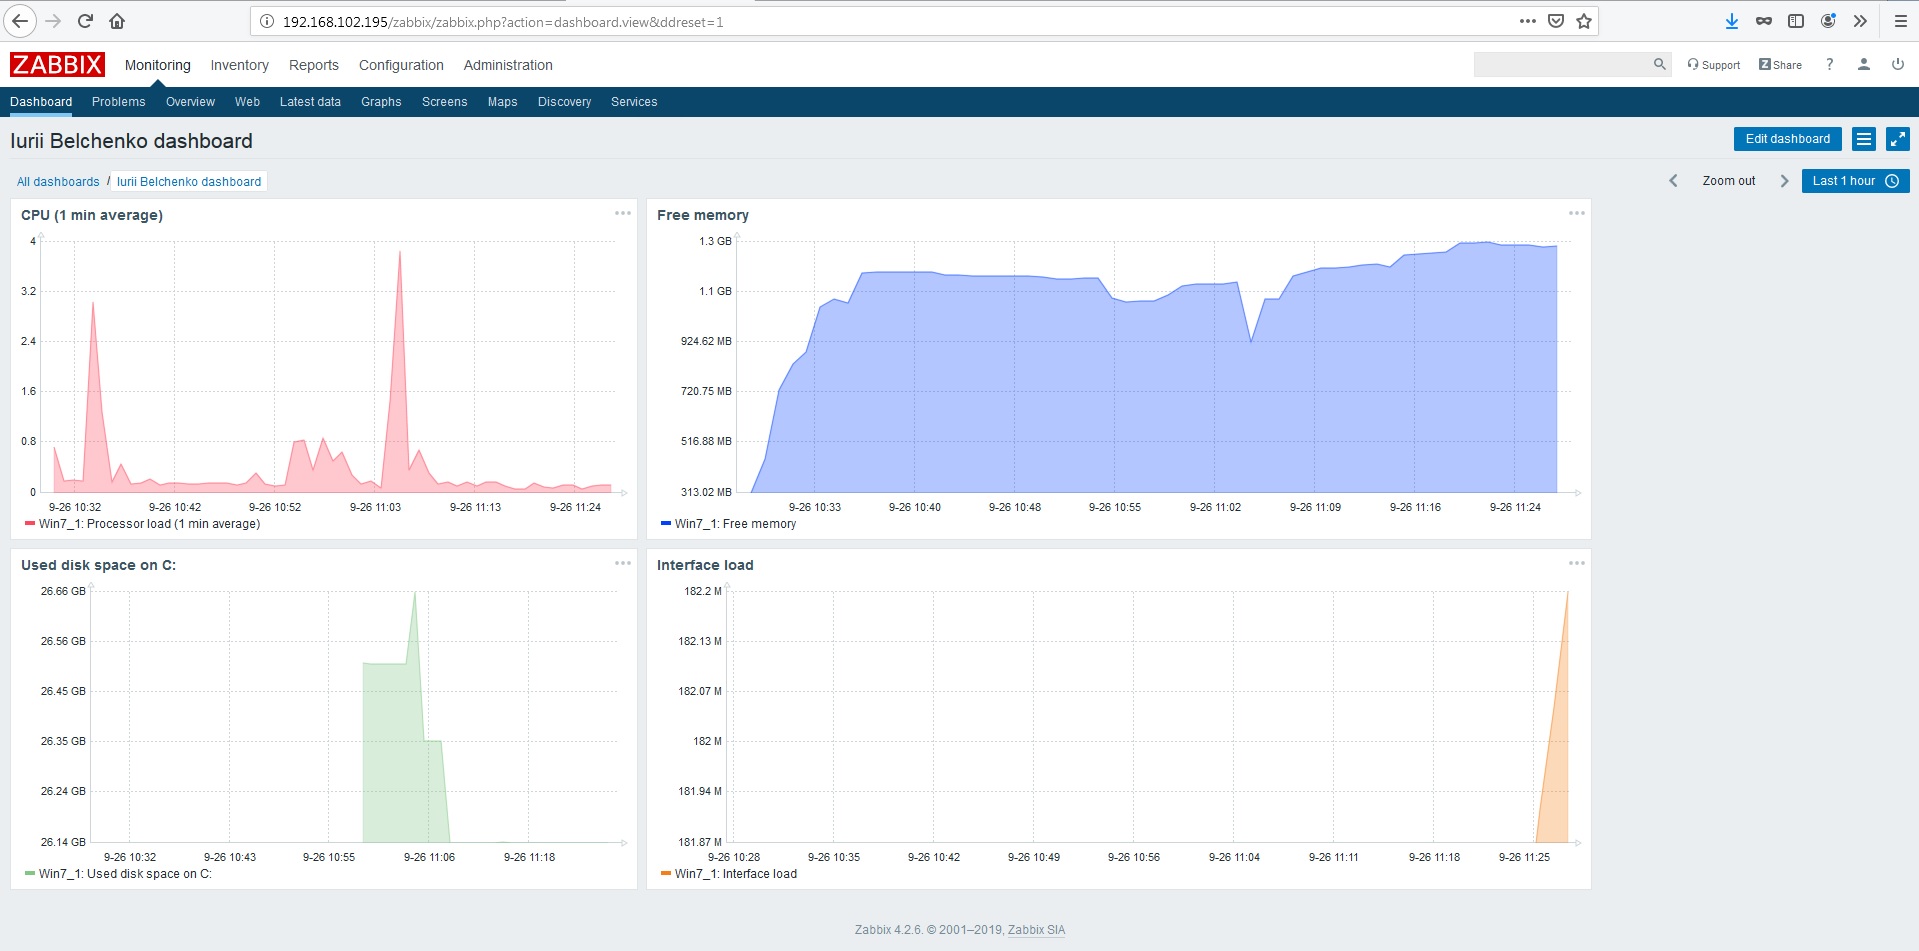 192.168.102.195/zabbix/zabbix.php?action=dashboard.view&ddreset=1
ZABBIX Monitoring Inventory Reports Configuration Administration Support Z Share ?
Dashboard Problems Overview Web Latest data Graphs Screens Maps Discovery Services
Iurii Belchenko dashboard Edit dashboard
All dashboards / Iurii Belchenko dashboard Zoom out Last 1 hour
CPU (1 min average)
4
3.2
2.4
1.6
0.8
0
9-26 10:32 9-26 10:42 9-26 10:52 9-26 11:03 9-26 11:13 9-26 11:24
Win7_1: Processor load (1 min average)
Free memory
1.3 GB
1.1 GB
924.62 MB
720.75 MB
516.88 MB
313.02 MB
9-26 10:33 9-26 10:40 9-26 10:48 9-26 10:55 9-26 11:02 9-26 11:09 9-26 11:16 9-26 11:24
Win7_1: Free memory
Used disk space on C:
26.66 GB
26.56 GB
26.45 GB
26.35 GB
26.24 GB
26.14 GB
9-26 10:32 9-26 10:43 9-26 10:55 9-26 11:06 9-26 11:18
Win7_1: Used disk space on C:
Interface load
182.2 M
182.13 M
182.07 M
182 M
181.94 M
181.87 M
9-26 10:28 9-26 10:35 9-26 10:42 9-26 10:49 9-26 10:56 9-26 11:04 9-26 11:11 9-26 11:18 9-26 11:25
Win7_1: Interface load
Zabbix 4.2.6. © 2001–2019, Zabbix SIA